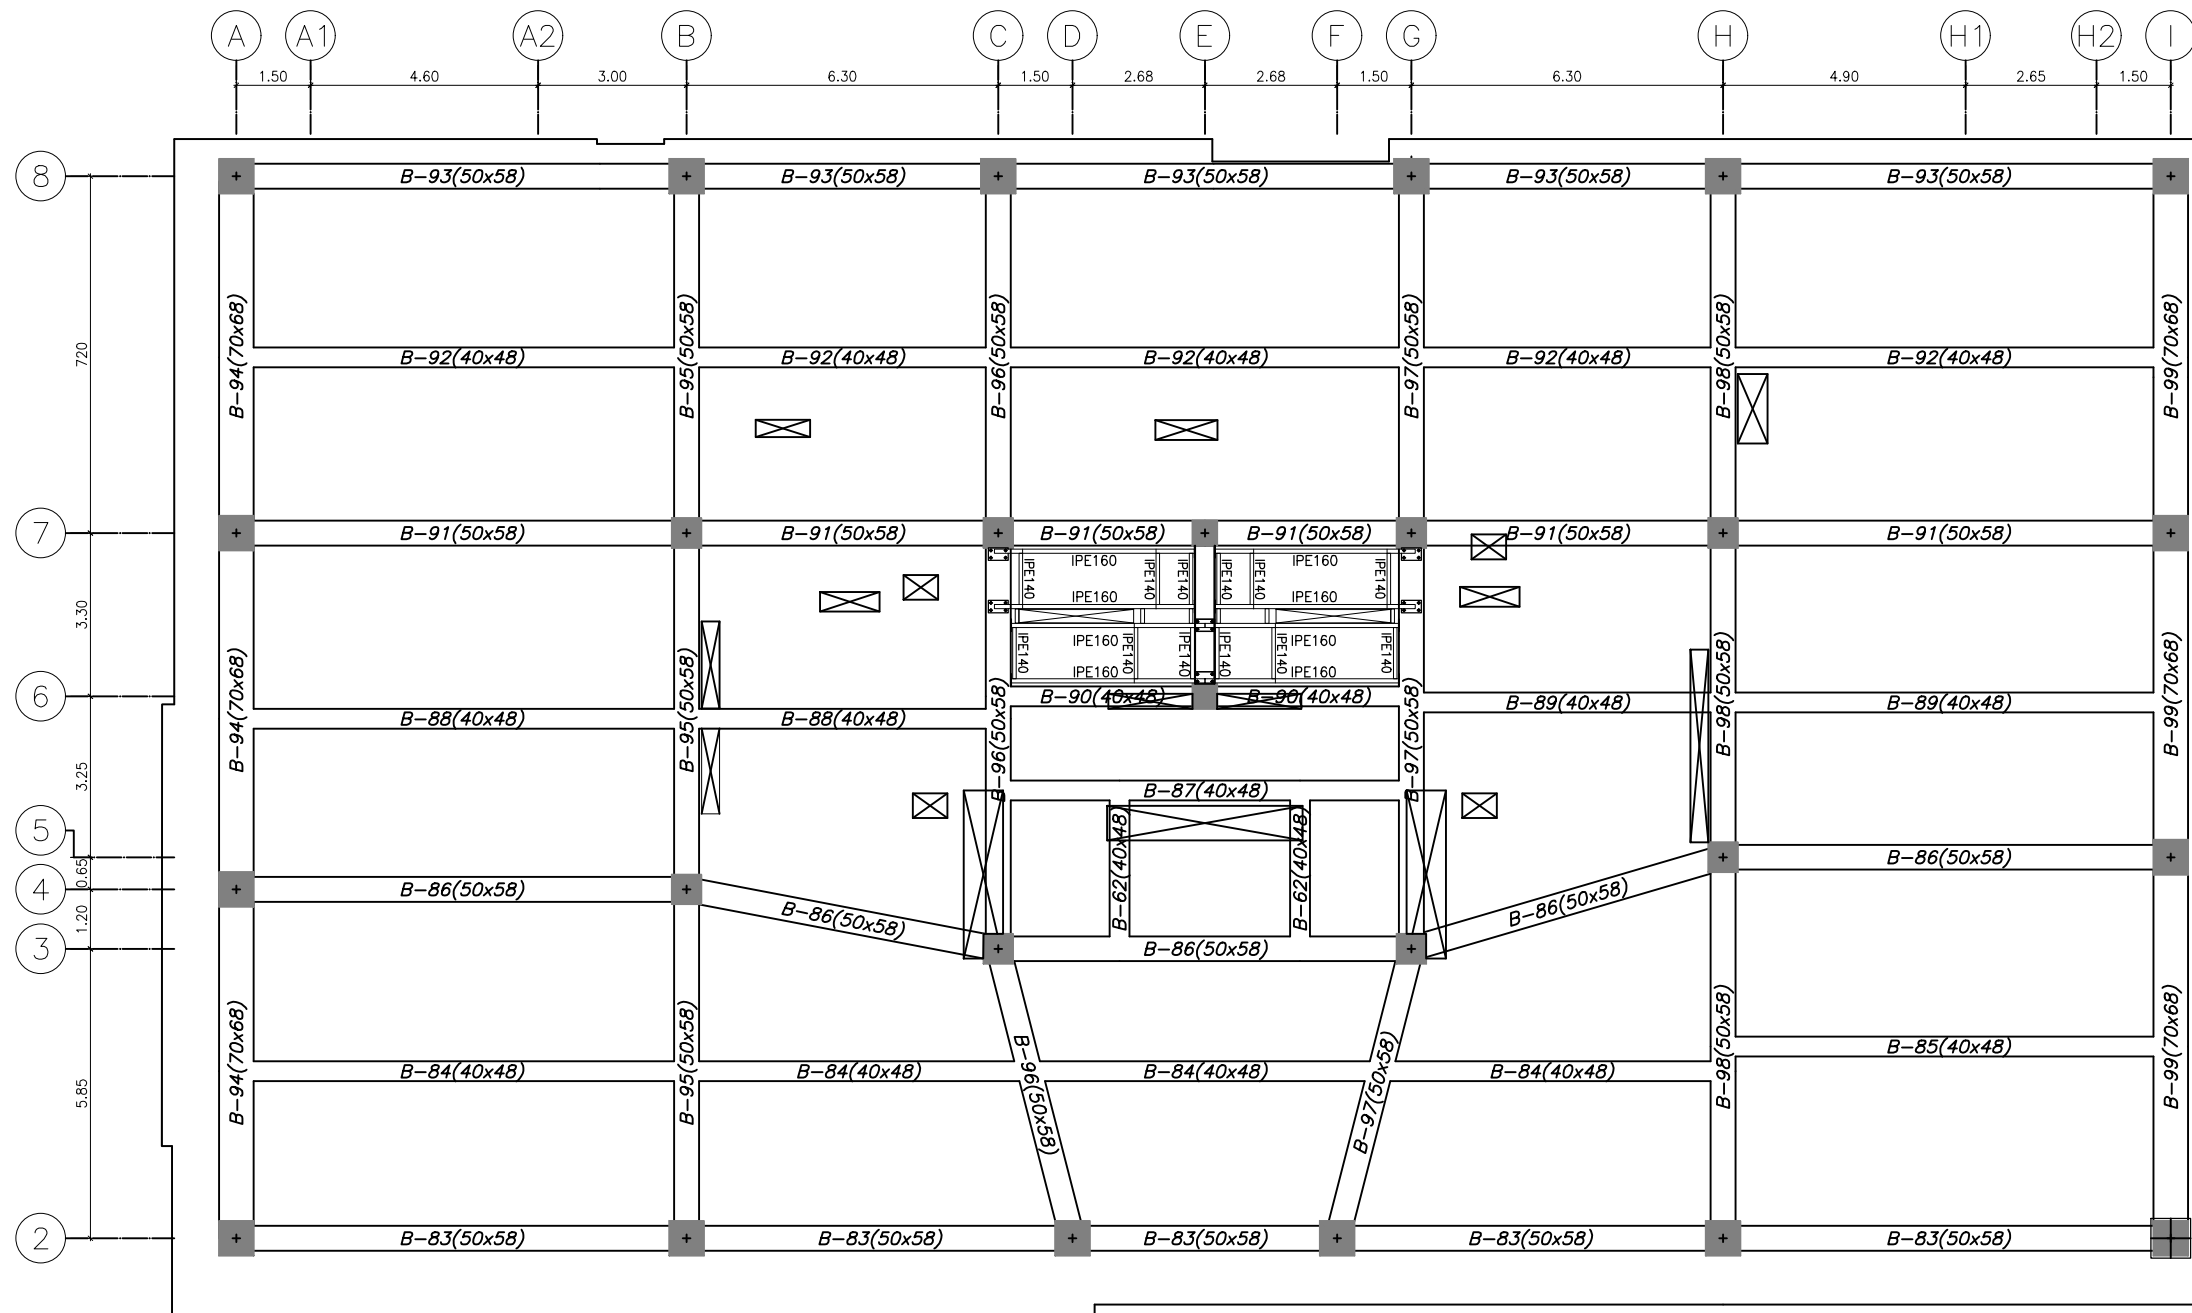 A A1 A2 B C D E F G H H1 H2 I
1.50 4.60 3.00 6.30 1.50 2.68 2.68 1.50 6.30 4.90 2.65 1.50
8
B-93(50x58) B-93(50x58) B-93(50x58) B-93(50x58) B-93(50x58)
720
B-94(70x68) B-95(50x58) B-96(50x58) B-97(50x58) B-98(50x58) B-99(70x68)
B-92(40x48) B-92(40x48) B-92(40x48) B-92(40x48) B-92(40x48)
7
B-91(50x58) B-91(50x58) B-91(50x58) B-91(50x58) B-91(50x58) B-91(50x58)
IPE160 IPE160
IPE140 IPE140 IPE140 IPE140 IPE140 IPE140
3.30
IPE160 IPE160
IPE160 IPE160
IPE140 IPE140 IPE140 IPE140 IPE140 IPE140
IPE160 IPE160
6
B-90(40x48) B-90(40x48)
B-94(70x68) B-95(50x58) B-96(50x58) B-97(50x58) B-98(50x58) B-99(70x68)
B-88(40x48) B-88(40x48) B-89(40x48) B-89(40x48)
3.25
B-87(40x48)
5
B-62(40x48) B-62(40x48)
0.65
B-86(50x58)
4
B-86(50x58) B-86(50x58) B-86(50x58)
1.20
3
B-86(50x58)
B-94(70x68) B-95(50x58) B-96(50x58) B-97(50x58) B-98(50x58) B-99(70x68)
B-85(40x48)
B-84(40x48) B-84(40x48) B-84(40x48) B-84(40x48)
5.85
2
B-83(50x58) B-83(50x58) B-83(50x58) B-83(50x58) B-83(50x58)